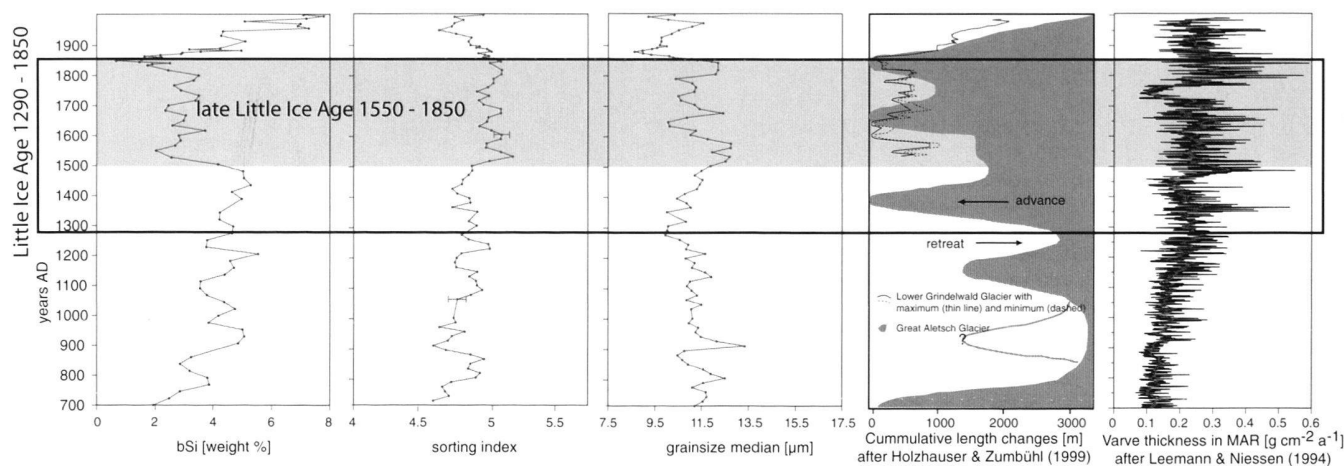 Little Ice Age 1290 - 1850
years AD
1900
1800
1700
1600
1500
1400
1300
1200
1100
1000
900
800
700
late Little Ice Age 1550 - 1850
0 2 4 6 8
bSi [weight %]
4 5
sorting index
7.5 9.5 11.5 13.5 15.5 17.5
grainsize median [µm]
advance
retreat
Lower Grindelwald Glacier with
maximum (thin line) and minimum (dashed)
Great Aletsch Glacier
?
0 1000 2000 3000
Cummulative length changes [m]
after Holzhauser & Zumbühl (1999)
0 0.1 0.2 0.3 0.4 0.5 0.6
Varve thickness in MAR [g cm⁻² a⁻¹]
after Leemann & Niessen (1994)